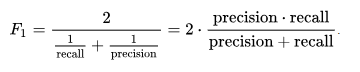 F₁ = 2 / (1/recall + 1/precision) = 2 · (precision · recall) / (precision + recall).